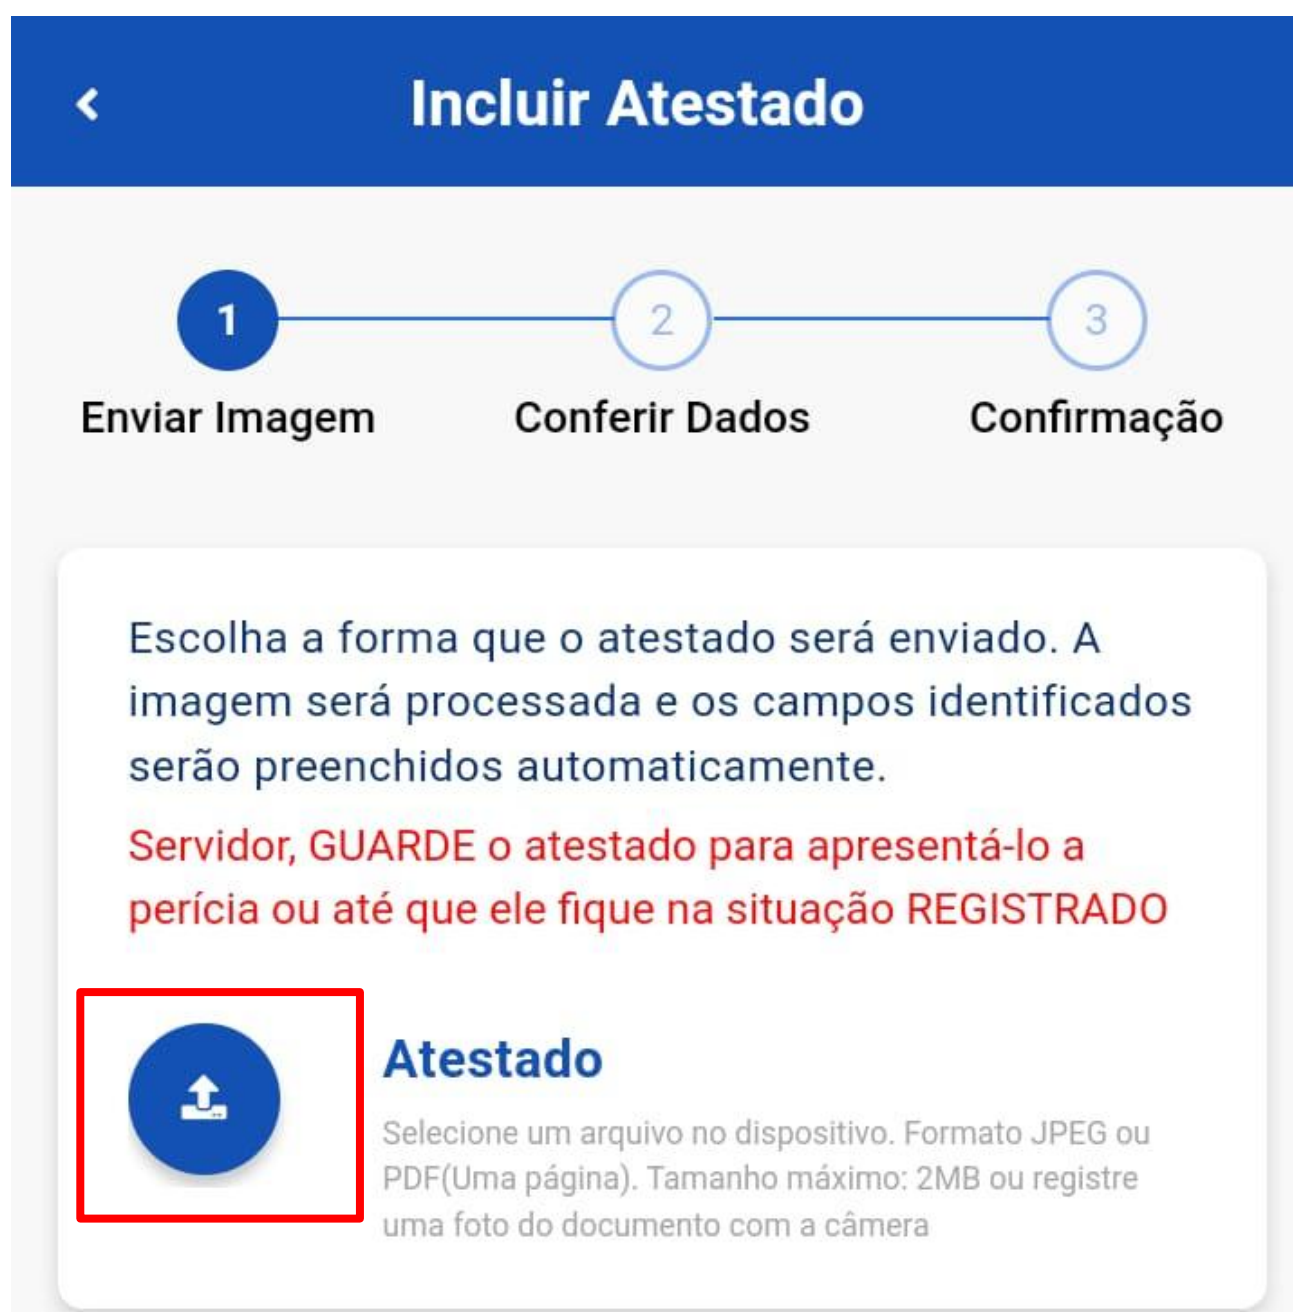 Incluir Atestado
1
2
3
Enviar Imagem
Conferir Dados
Confirmação
Escolha a forma que o atestado será enviado. A
imagem será processada e os campos identificados
serão preenchidos automaticamente.
Servidor, GUARDE o atestado para apresentá-lo a
perícia ou até que ele fique na situação REGISTRADO
Atestado
Selecione um arquivo no dispositivo. Formato JPEG ou
PDF(Uma página). Tamanho máximo: 2MB ou registre
uma foto do documento com a câmera